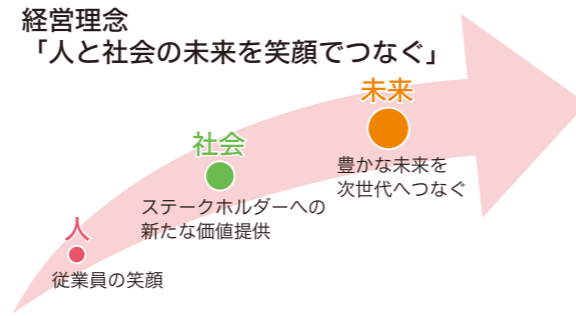 経営理念
「人と社会の未来を笑顔でつなぐ」
未来
豊かな未来を
次世代へつなぐ
社会
ステークホルダーへの
新たな価値提供
人
従業員の笑顔